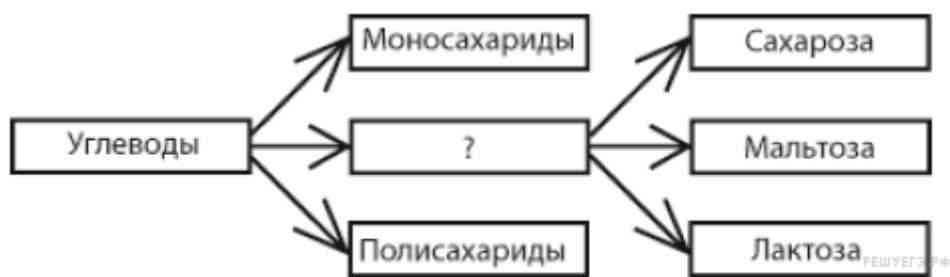 Моносахариды
Сахароза
Углеводы
?
Мальтоза
Полисахариды
Лактоза
РЕШУЕГЭ.РФ